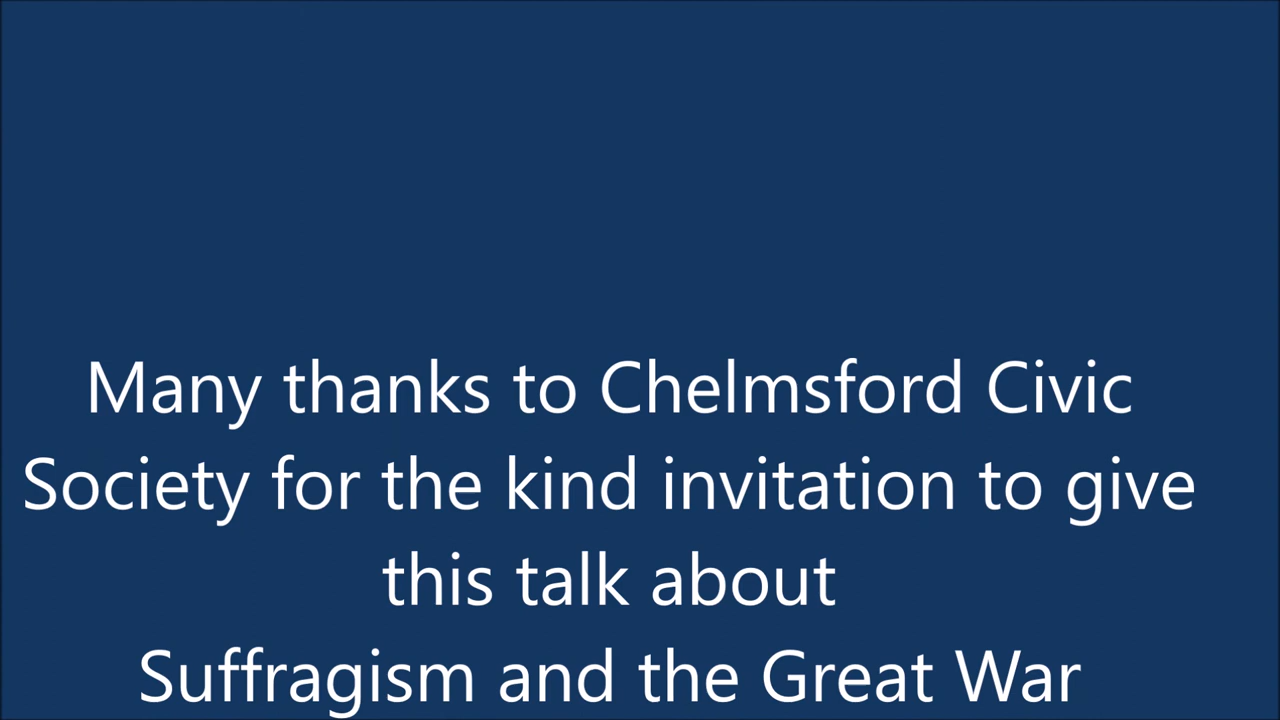 Many thanks to Chelmsford Civic
Society for the kind invitation to give
this talk about
Suffragism and the Great War